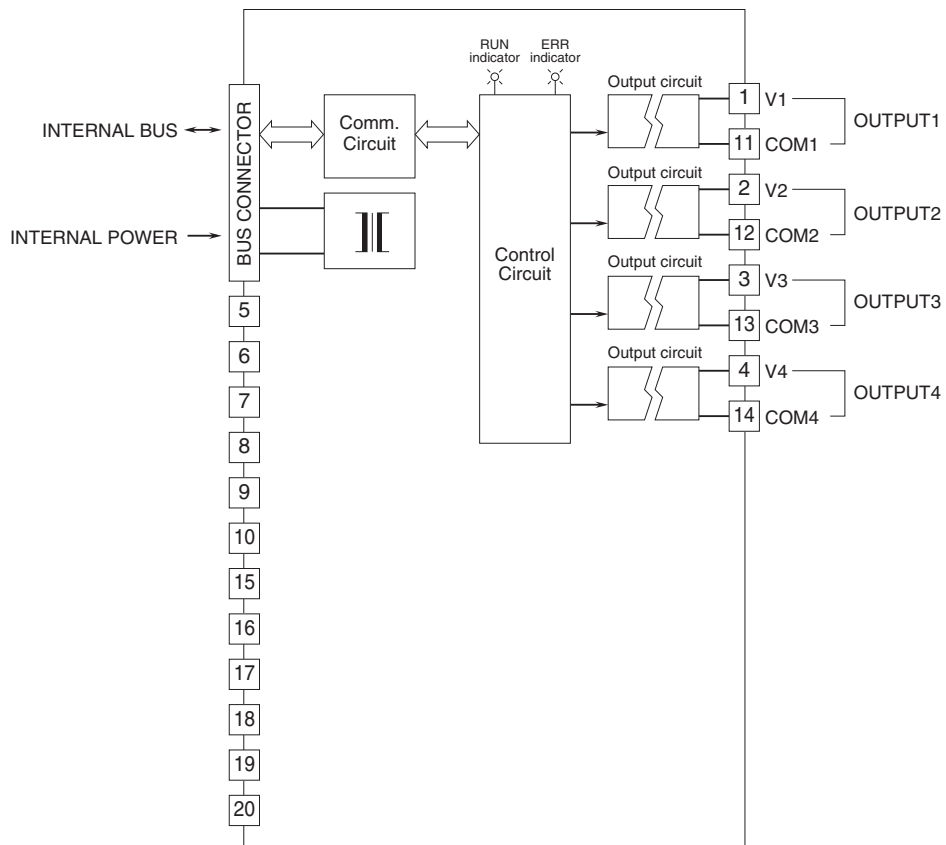 RUN
indicator
ERR
indicator
INTERNAL BUS
INTERNAL POWER
BUS CONNECTOR
Comm.
Circuit
Control
Circuit
Output circuit
1 V1
11 COM1
OUTPUT1
Output circuit
2 V2
12 COM2
OUTPUT2
Output circuit
3 V3
13 COM3
OUTPUT3
Output circuit
4 V4
14 COM4
OUTPUT4
5
6
7
8
9
10
15
16
17
18
19
20